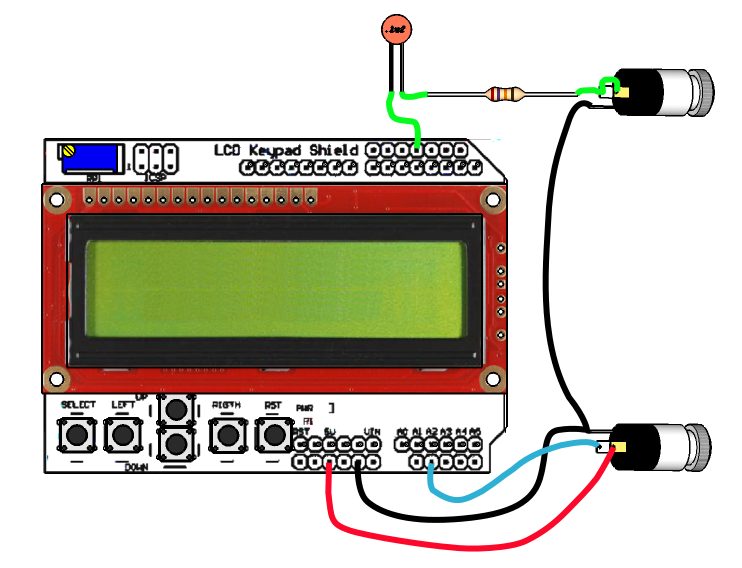 .1uf
LCD Keypad Shield
RP1
1
ICSP
SELECT
LEFT
UP
RIGTH
RST
DOWN
PWR
RST
5V
VIN
A0 A1 A2 A3 A4 A5